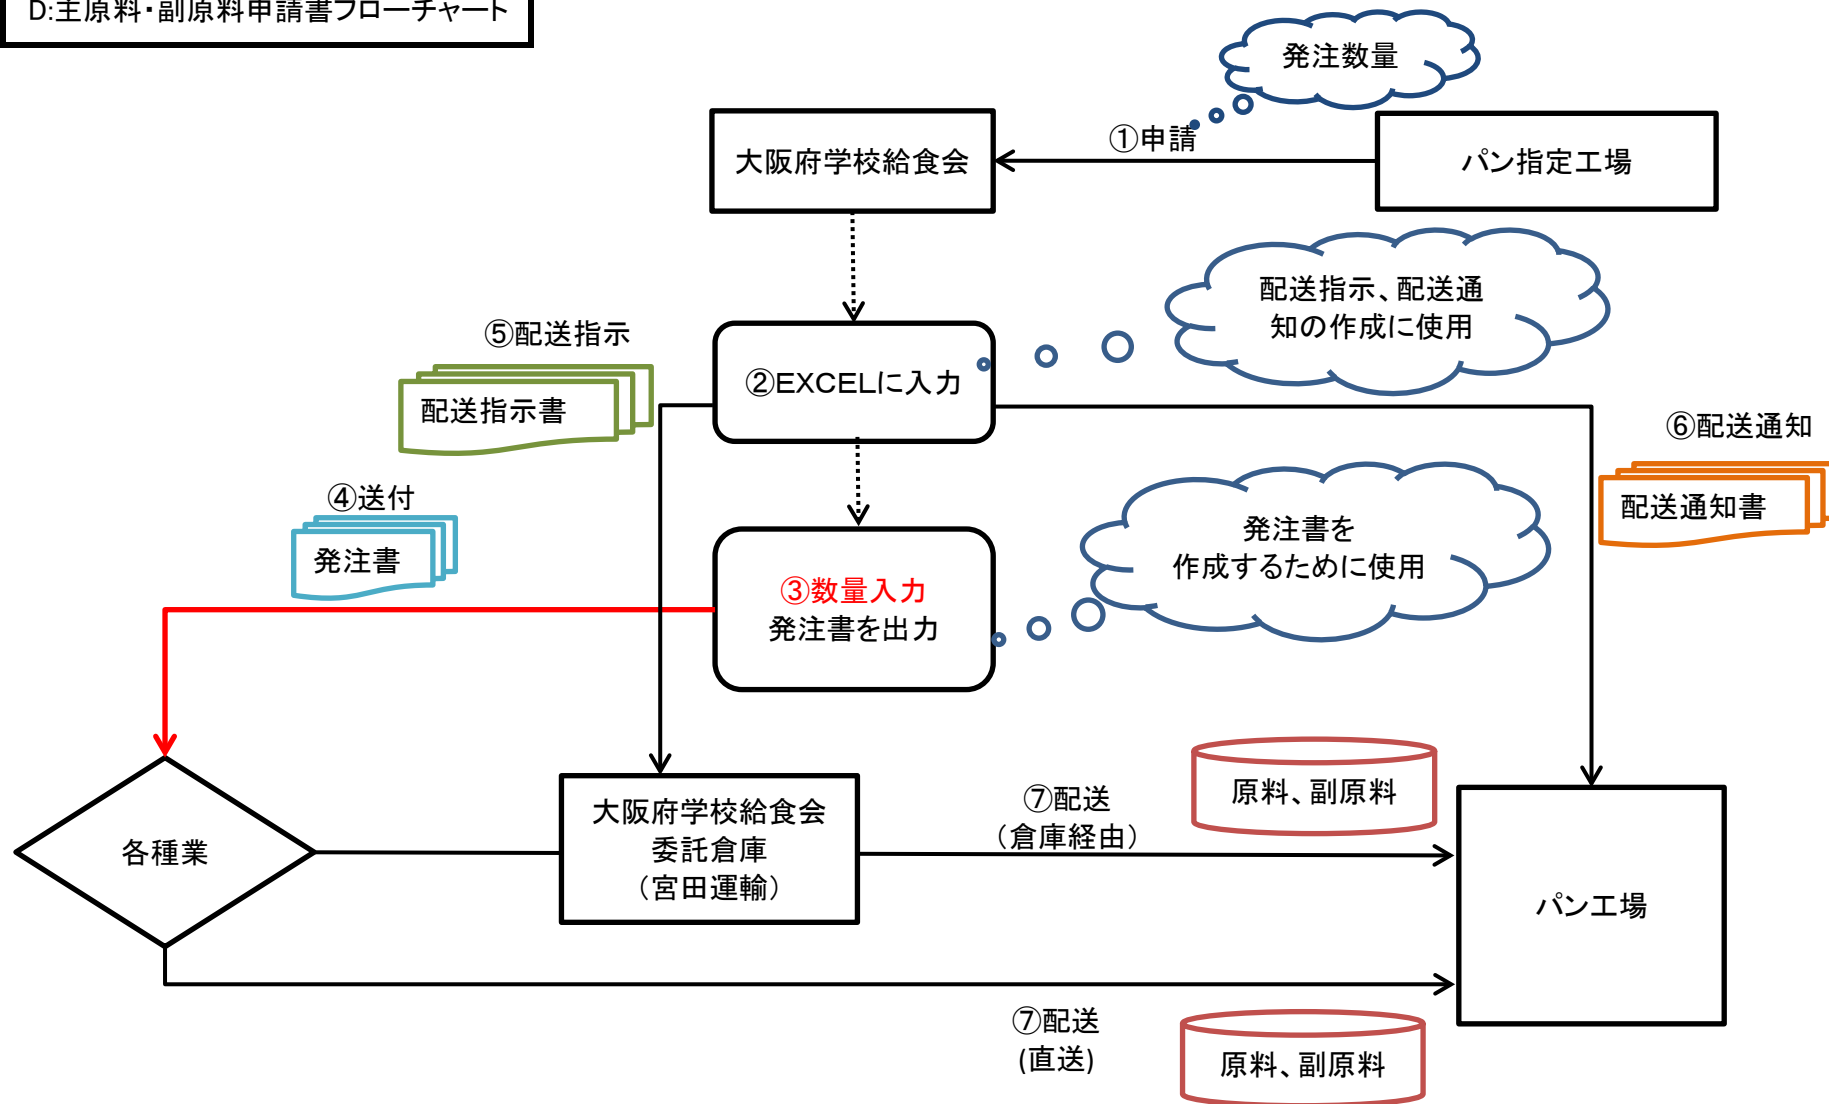 D:主原料・副原料申請書フローチャート
発注数量
①申請
大阪府学校給食会
パン指定工場
配送指示、配送通
知の作成に使用
⑤配送指示
配送指示書
②EXCELに入力
⑥配送通知
配送通知書
④送付
発注書
発注書を
作成するために使用
③数量入力
発注書を出力
各種業
大阪府学校給食会
委託倉庫
（宮田運輸）
⑦配送
（倉庫経由）
原料、副原料
パン工場
⑦配送
(直送)
原料、副原料